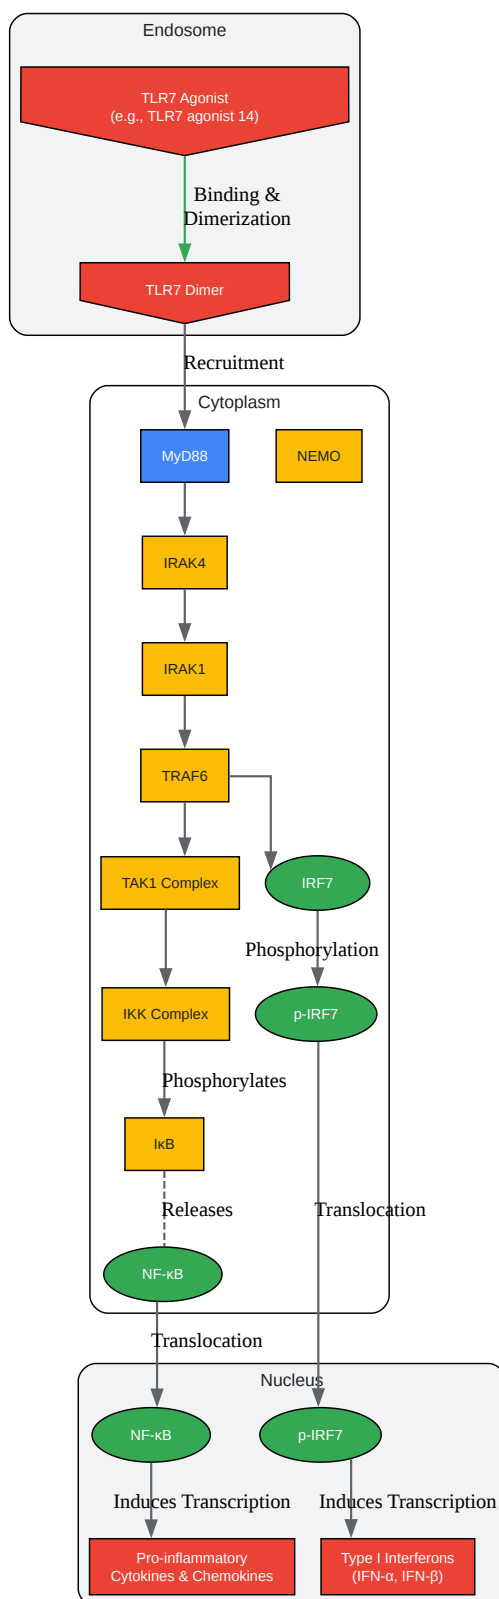 Endosome
TLR7 Agonist
(e.g., TLR7 agonist 14)
Binding &
Dimerization
TLR7 Dimer
Recruitment
Cytoplasm
MyD88
NEMO
IRAK4
IRAK1
TRAF6
TAK1 Complex
IRF7
Phosphorylation
IKK Complex
p-IRF7
Phosphorylates
IκB
Releases
Translocation
NF-κB
Translocation
Nucleus
NF-κB
p-IRF7
Induces Transcription
Induces Transcription
Pro-inflammatory
Cytokines & Chemokines
Type I Interferons
(IFN-α, IFN-β)